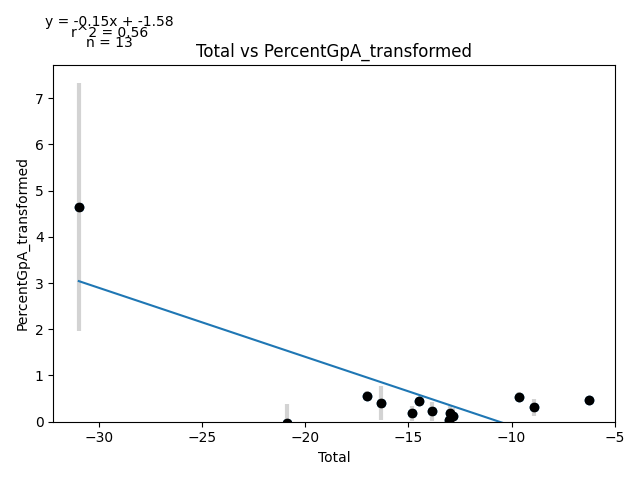 y = -0.15x + -1.58
r^2 = 0.56
n = 13
Total vs PercentGpA_transformed
7
6
5
4
3
2
1
0
PercentGpA_transformed
−30
−25
−20
−15
−10
−5
Total